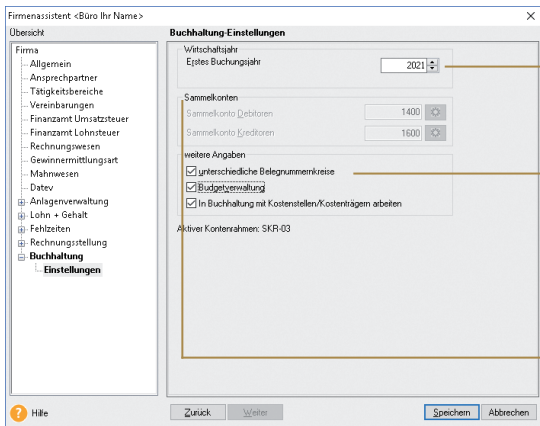 Firmenassistent <Büro Ihr Name>
Übersicht
Firma
Allgemein
Ansprechpartner
Tätigkeitsbereiche
Vereinbarungen
Finanzamt Umsatzsteuer
Finanzamt Lohnsteuer
Rechnungswesen
Gewinnermittlungsart
Mahnwesen
Datev
Anlagenverwaltung
Lohn + Gehalt
Fehlzeiten
Rechnungsstellung
Buchhaltung
Einstellungen
Buchhaltung-Einstellungen
Wirtschaftsjahr
Erstes Buchungsjahr 2021
Sammelkonten
Sammelkonto Debitoren 1400
Sammelkonto Kreditoren 1600
weitere Angaben
unterschiedliche Belegnummernkreise
Budgetverwaltung
In Buchhaltung mit Kostenstellen/Kostenträgern arbeiten
Aktiver Kontenrahmen: SKR-03
? Hilfe
Zurück Weiter Speichern Abbrechen